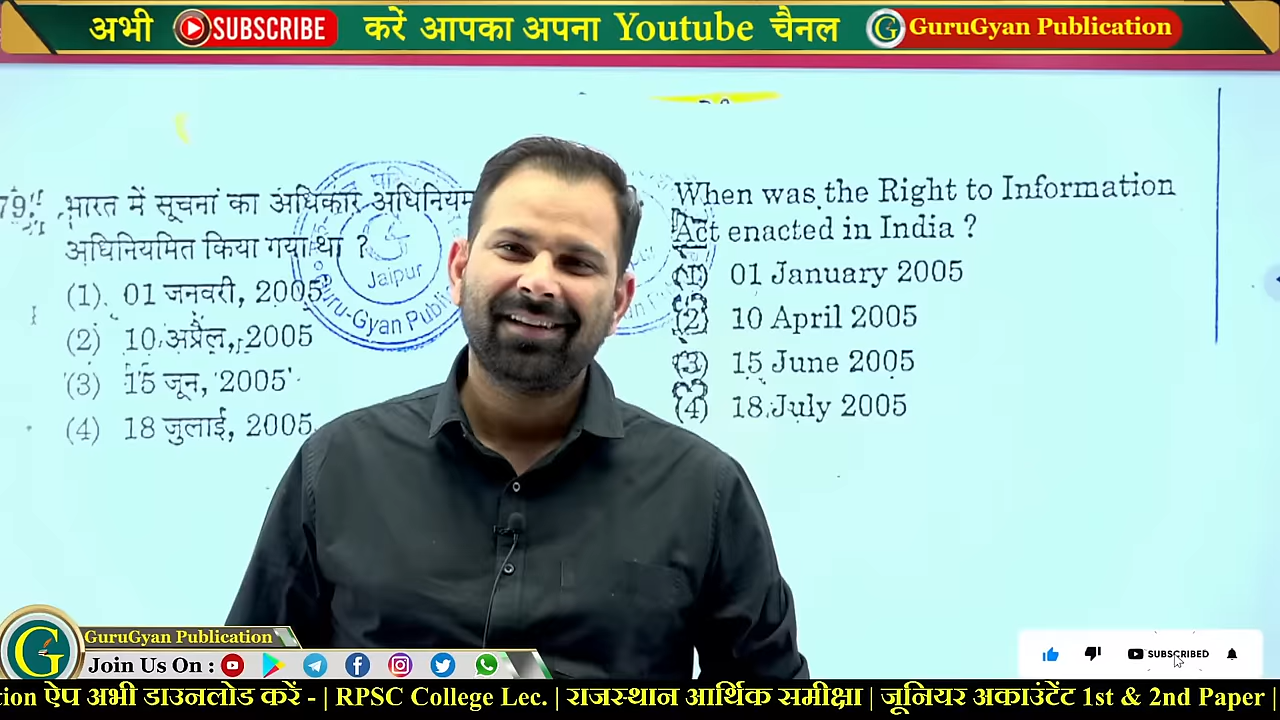 अभी SUBSCRIBE करें आपका अपना Youtube चैनल GuruGyan Publication
79. भारत में सूचनां का अधिकार अधिनियम
अधिनियमित किया गया था ?
(1). 01 जनवरी, 2005
(2) 10 अप्रैल, 2005
(3) 15 जून, 2005
(4) 18 जुलाई, 2005
Jaipur
Guru-Gyan Publi
When was the Right to Information
Act enacted in India ?
(1) 01 January 2005
(2) 10 April 2005
(3) 15 June 2005
(4) 18 July 2005
GuruGyan Publication
Join Us On :
SUBSCRIBED
tion ऐप अभी डाउनलोड करें - | RPSC College Lec. | राजस्थान आर्थिक समीक्षा | जूनियर अकाउंटेंट 1st & 2nd Paper |